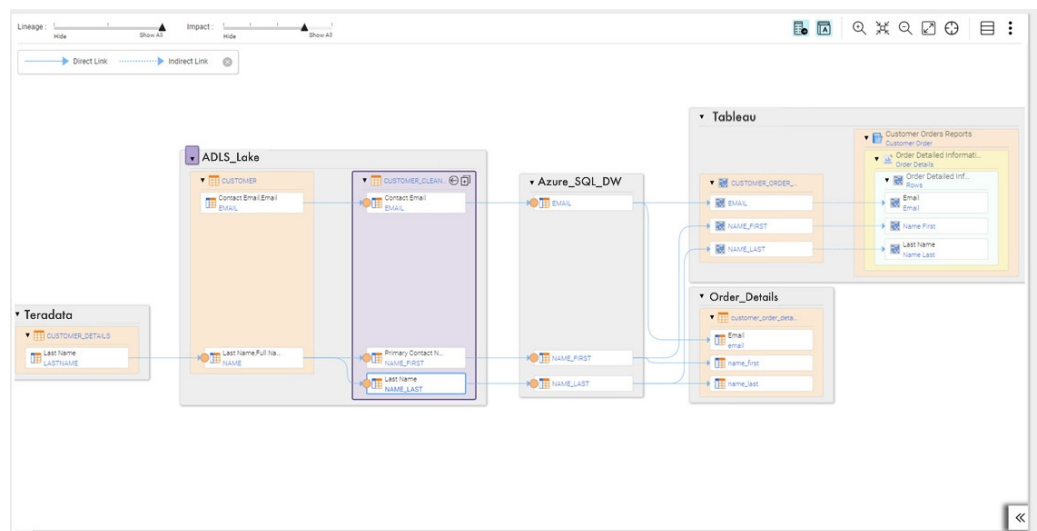 Lineage :
Hide
Show All
Impact :
Hide
Show All
Direct Link
Indirect Link
Teradata
CUSTOMER_DETAILS
Last Name
LASTNAME
ADLS_Lake
CUSTOMER
Contact Email,Email
EMAIL
Last Name,Full Na...
NAME
CUSTOMER_CLEAN...
Contact Email
EMAIL
Primary Contact N...
NAME_FIRST
Last Name
NAME_LAST
Azure_SQL_DW
EMAIL
NAME_FIRST
NAME_LAST
Tableau
CUSTOMER_ORDER_...
EMAIL
NAME_FIRST
NAME_LAST
Customer Orders Reports
Customer Order
Order Detailed Informati...
Order Details
Order Detailed Inf...
Rows
Email
Email
Name First
Last Name
Name Last
Order_Details
customer_order_deta...
Email
email
name_first
name_last